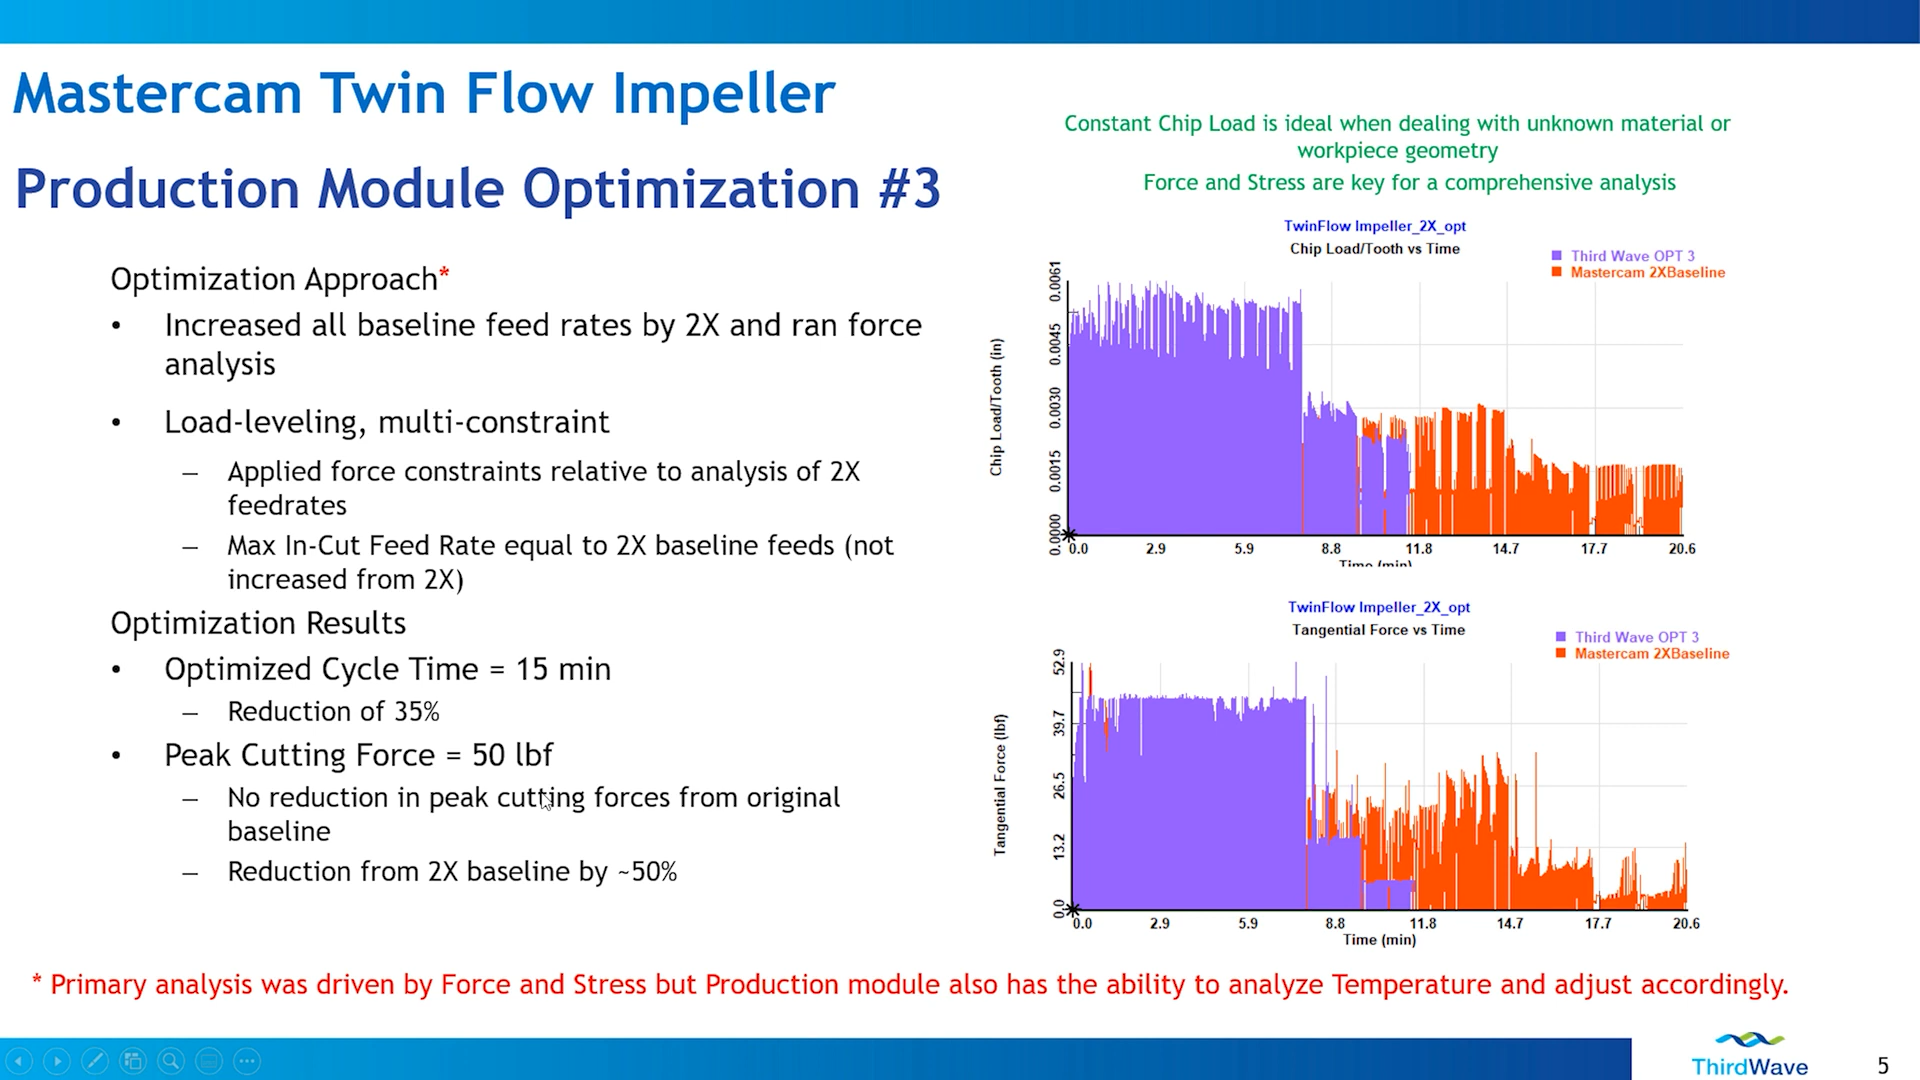 Mastercam Twin Flow Impeller
Production Module Optimization #3
Optimization Approach*
• Increased all baseline feed rates by 2X and ran force
analysis
• Load-leveling, multi-constraint
– Applied force constraints relative to analysis of 2X
feedrates
– Max In-Cut Feed Rate equal to 2X baseline feeds (not
increased from 2X)
Optimization Results
• Optimized Cycle Time = 15 min
– Reduction of 35%
• Peak Cutting Force = 50 lbf
– No reduction in peak cutting forces from original
baseline
– Reduction from 2X baseline by ~50%
Constant Chip Load is ideal when dealing with unknown material or
workpiece geometry
Force and Stress are key for a comprehensive analysis
TwinFlow Impeller_2X_opt
Chip Load/Tooth vs Time
Third Wave OPT 3
Mastercam 2XBaseline
Chip Load/Tooth (in)
0.0061
0.0045
0.0030
0.0015
0.0000
0.0 2.9 5.9 8.8 11.8 14.7 17.7 20.6
Time (min)
TwinFlow Impeller_2X_opt
Tangential Force vs Time
Third Wave OPT 3
Mastercam 2XBaseline
Tangential Force (lbf)
52.9
39.7
26.5
13.2
0.0
0.0 2.9 5.9 8.8 11.8 14.7 17.7 20.6
Time (min)
* Primary analysis was driven by Force and Stress but Production module also has the ability to analyze Temperature and adjust accordingly.
ThirdWave
5